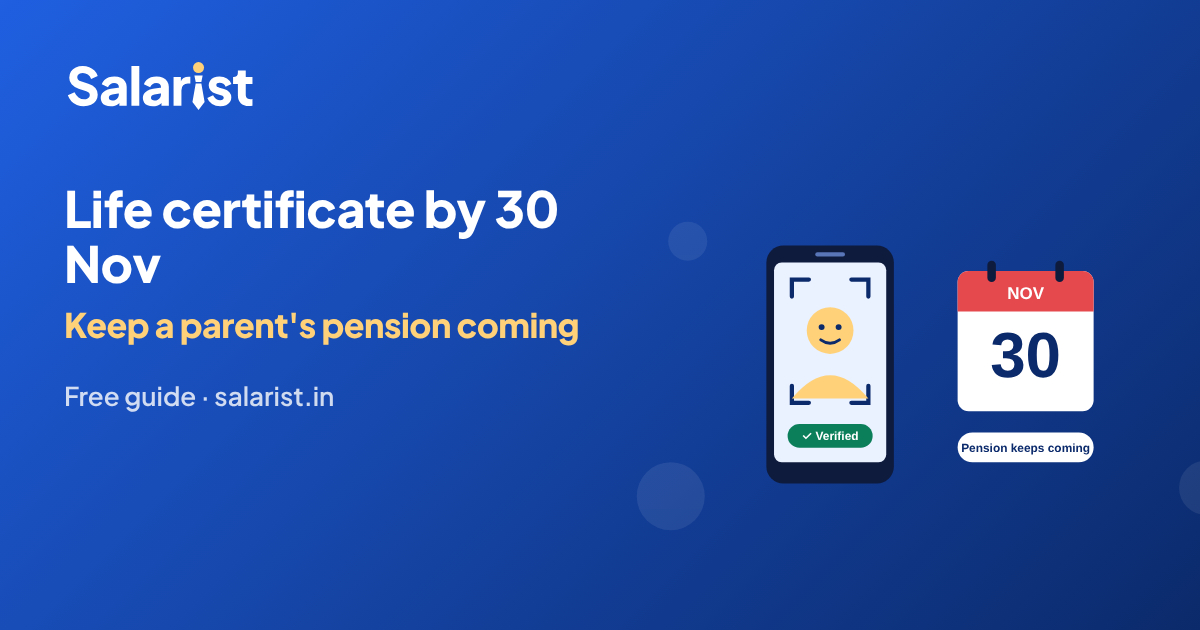 Salarist
Life certificate by 30
Nov
Keep a parent's pension coming
Free guide · salarist.in
NOV
30
✓ Verified
Pension keeps coming